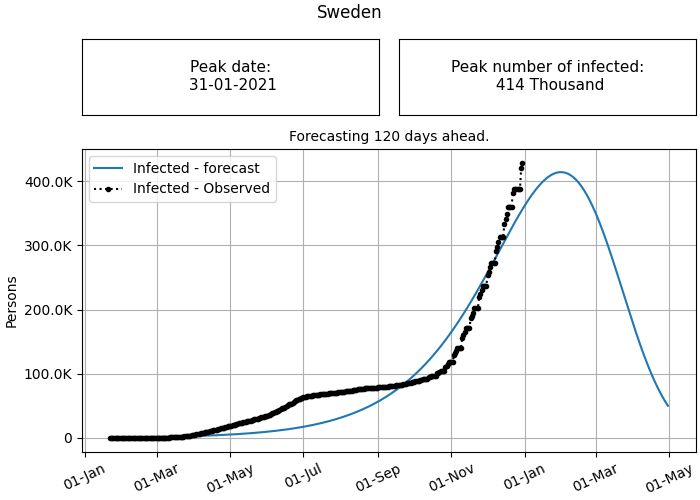 Sweden
Peak date:
31-01-2021
Peak number of infected:
414 Thousand
Forecasting 120 days ahead.
Infected - forecast
Infected - Observed
400.0K
300.0K
200.0K
100.0K
0
Persons
01-Jan
01-Mar
01-May
01-Jul
01-Sep
01-Nov
01-Jan
01-Mar
01-May